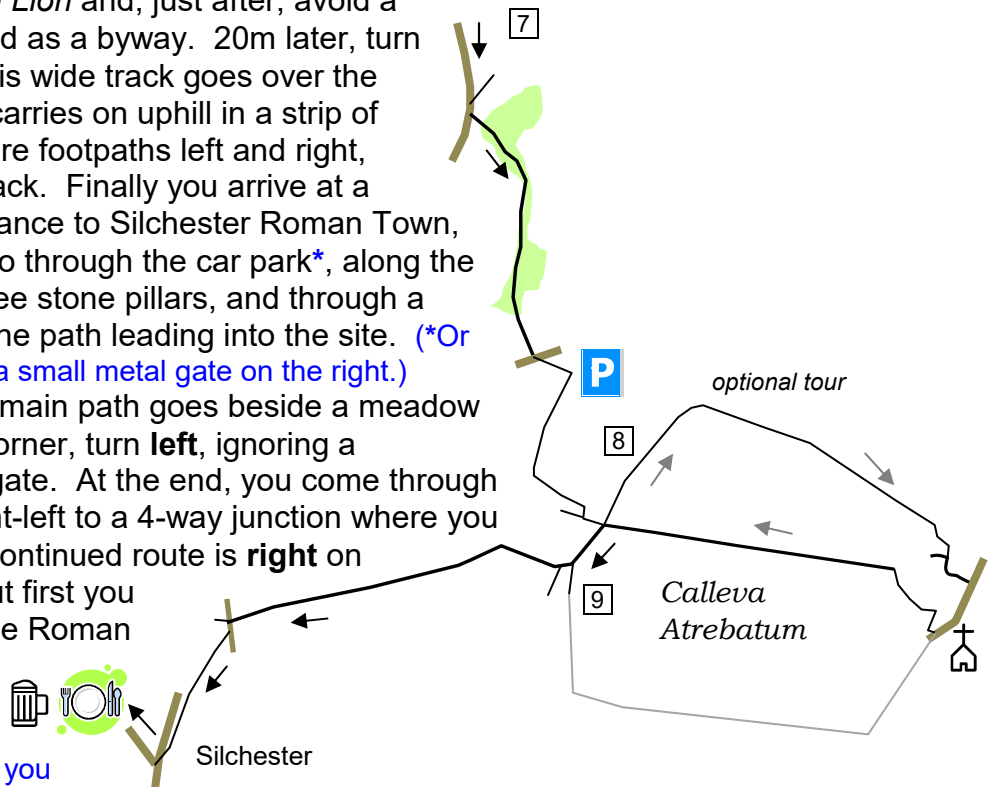 Lion and, just after, avoid a
d as a byway. 20m later, turn
is wide track goes over the
carries on uphill in a strip of
re footpaths left and right,
ack. Finally you arrive at a
ance to Silchester Roman Town,
o through the car park*, along the
ee stone pillars, and through a
he path leading into the site. (*Or
a small metal gate on the right.)
main path goes beside a meadow
orner, turn left, ignoring a
gate. At the end, you come through
nt-left to a 4-way junction where you
ontinued route is right on
ut first you
e Roman
you
7
P
optional tour
8
9
Calleva
Atrebatum
Silchester